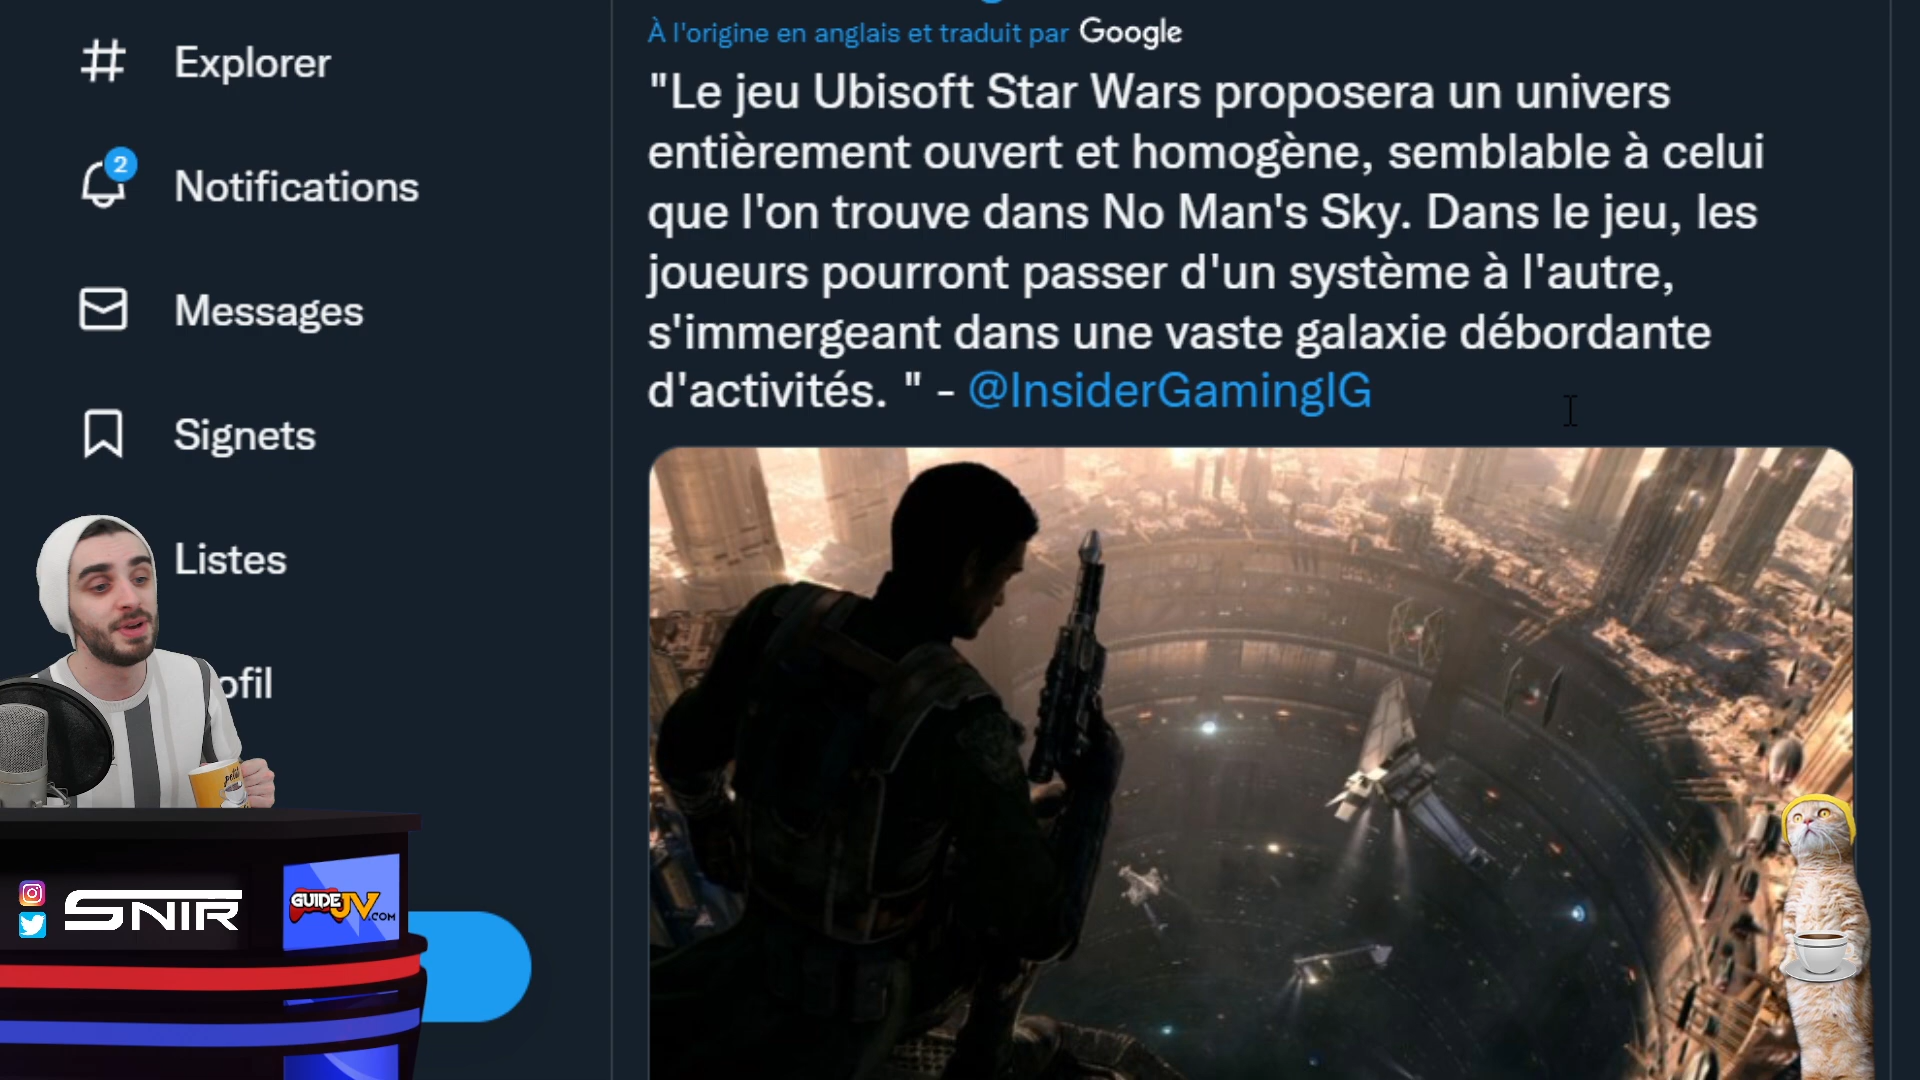 Explorer
2
Notifications
Messages
Signets
Listes
ofil
À l'origine en anglais et traduit par Google
"Le jeu Ubisoft Star Wars proposera un univers
entièrement ouvert et homogène, semblable à celui
que l'on trouve dans No Man's Sky. Dans le jeu, les
joueurs pourront passer d'un système à l'autre,
s'immergeant dans une vaste galaxie débordante
d'activités. " - @InsiderGamingIG
petit
SNIR
GUIDEJV
.COM